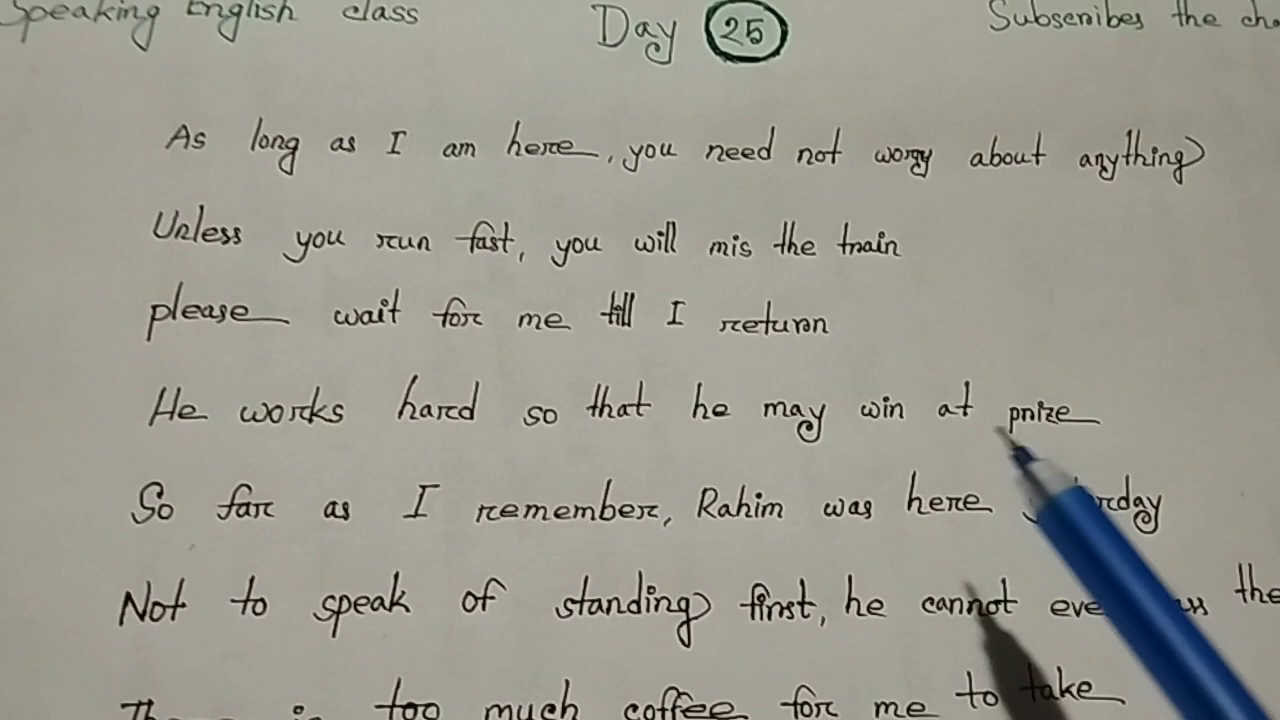 Speaking English class Day 25 Subscribes the
As long as I am here, you need not worry about anything
Unless you run fast, you will mis the train
please wait for me till I return
He works hard so that he may win at prize
So far as I remember, Rahim was here
Not to speak of standing first, he cannot the
too much coffee for me to take